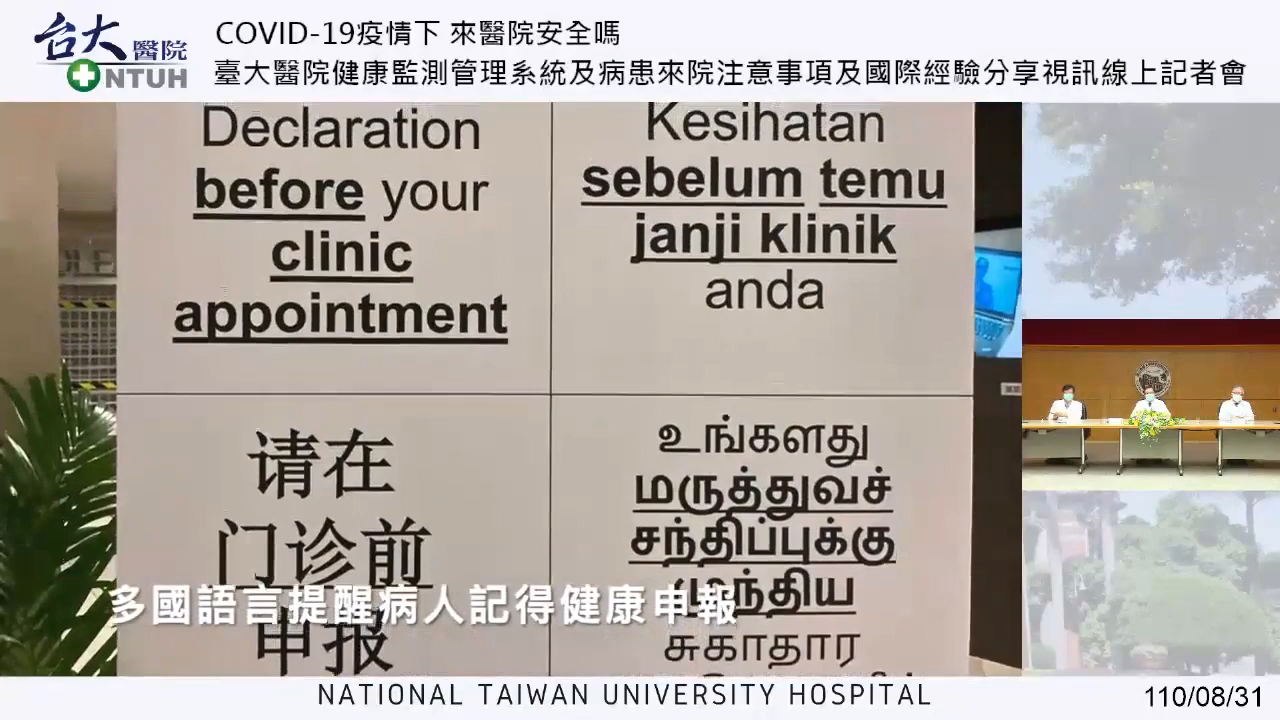 台大醫院
NTUH
COVID-19疫情下 來醫院安全嗎
臺大醫院健康監測管理系統及病患來院注意事項及國際經驗分享視訊線上記者會
Declaration
before your
clinic
appointment
Kesihatan
sebelum temu
janji klinik
anda
请在
门诊前
申报
உங்களது
மருத்துவச்
சந்திப்புக்கு
முந்திய
சுகாதார
多國語言提醒病人記得健康申報
NATIONAL TAIWAN UNIVERSITY HOSPITAL
110/08/31